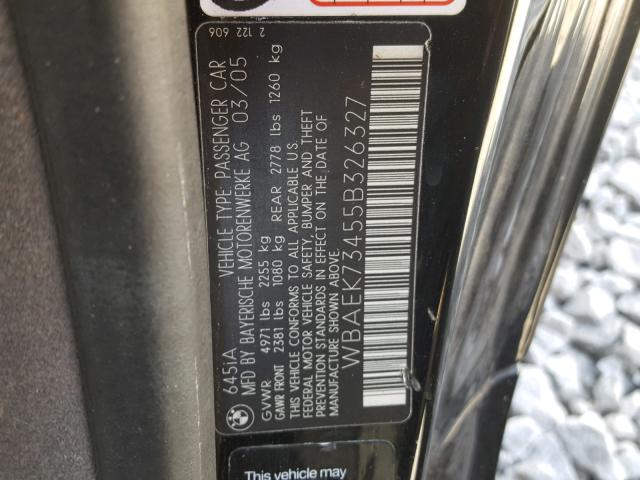 2 122 606
645iA VEHICLE TYPE: PASSENGER CAR
MFD BY BAYERISCHE MOTORENWERKE AG 03/05
GVWR 4971 lbs 2255 kg
GAWR FRONT 2381 lbs 1080 kg REAR 2778 lbs 1260 kg
THIS VEHICLE CONFORMS TO ALL APPLICABLE U.S.
FEDERAL MOTOR VEHICLE SAFETY, BUMPER AND THEFT
PREVENTION STANDARDS IN EFFECT ON THE DATE OF
MANUFACTURE SHOWN ABOVE.
WBAEK73455B326327
This vehicle may